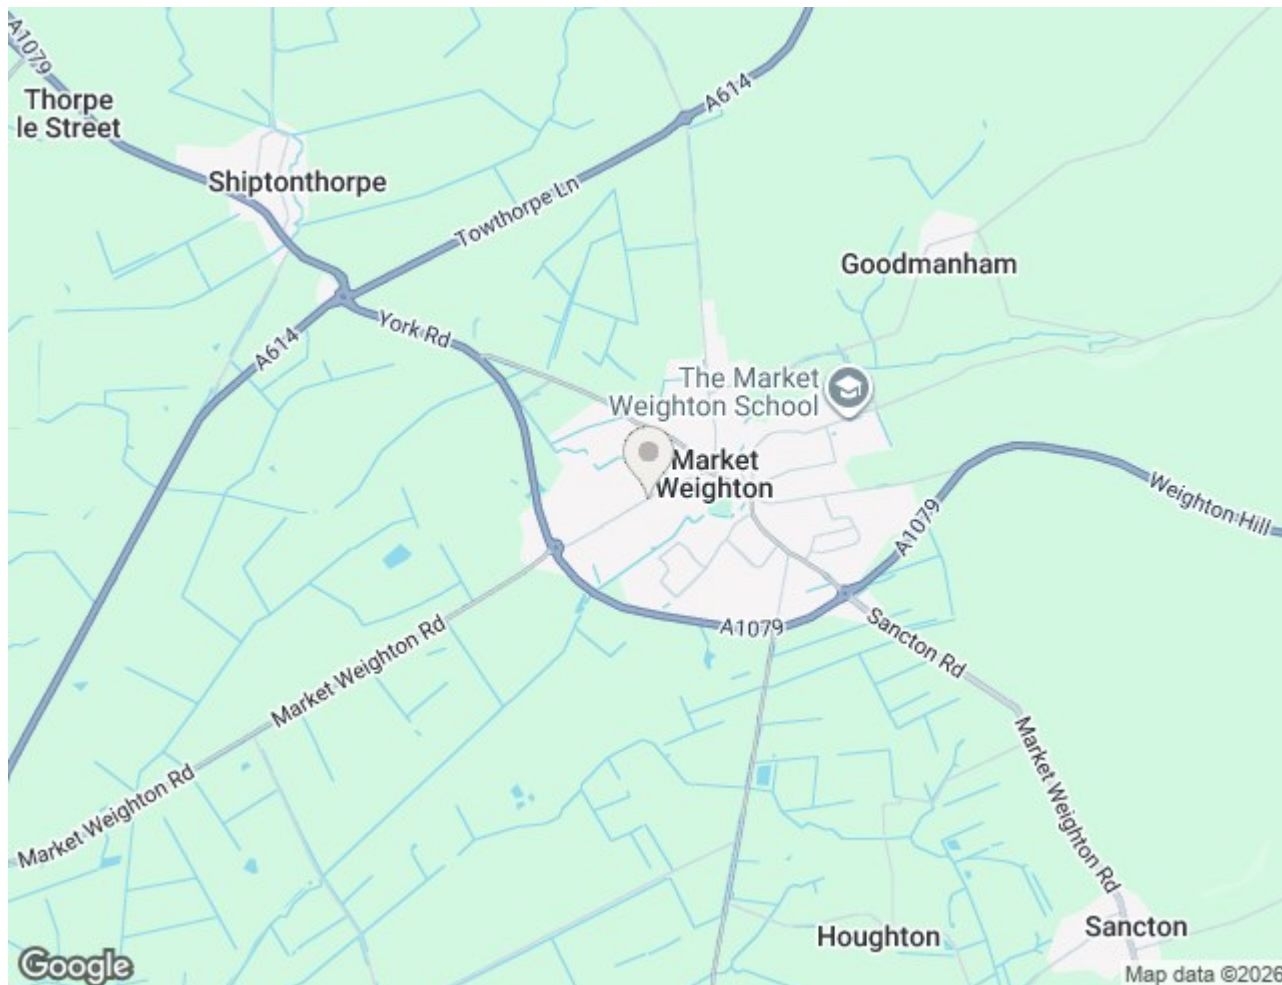 A1079
Thorpe
le Street
Shiptonthorpe
A614
Towthorpe Ln
Goodmanham
York Rd
A614
The Market
Weighton School
Market
Weighton
A1079
Weighton Hill
A1079
Sancton Rd
Market Weighton Rd
Market Weighton Rd
Market Weighton Rd
Houghton
Sancton
Google
Map data ©2026